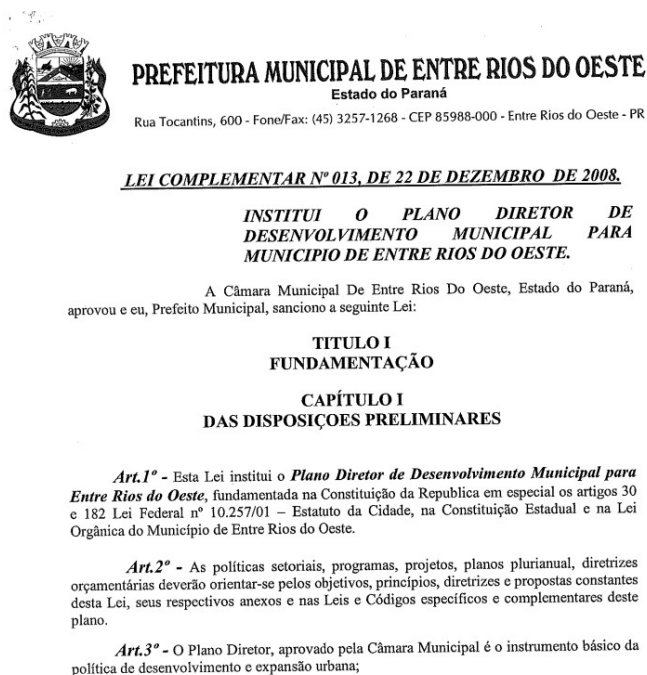 PREFEITURA MUNICIPAL DE ENTRE RIOS DO OESTE
Estado do Paraná
Rua Tocantins, 600 - Fone/Fax: (45) 3257-1268 - CEP 85988-000 - Entre Rios do Oeste - PR
LEI COMPLEMENTAR Nº 013, DE 22 DE DEZEMBRO DE 2008.
INSTITUI O PLANO DIRETOR DE
DESENVOLVIMENTO MUNICIPAL PARA
MUNICIPIO DE ENTRE RIOS DO OESTE.
A Câmara Municipal De Entre Rios Do Oeste, Estado do Paraná,
aprovou e eu, Prefeito Municipal, sanciono a seguinte Lei:
TITULO I
FUNDAMENTAÇÃO
CAPÍTULO I
DAS DISPOSIÇOES PRELIMINARES
Art.1º - Esta Lei institui o Plano Diretor de Desenvolvimento Municipal para
Entre Rios do Oeste, fundamentada na Constituição da Republica em especial os artigos 30
e 182 Lei Federal nº 10.257/01 – Estatuto da Cidade, na Constituição Estadual e na Lei
Orgânica do Município de Entre Rios do Oeste.
Art.2º - As políticas setoriais, programas, projetos, planos plurianual, diretrizes
orçamentárias deverão orientar-se pelos objetivos, princípios, diretrizes e propostas constantes
desta Lei, seus respectivos anexos e nas Leis e Códigos específicos e complementares deste
plano.
Art.3º - O Plano Diretor, aprovado pela Câmara Municipal é o instrumento básico da
política de desenvolvimento e expansão urbana;